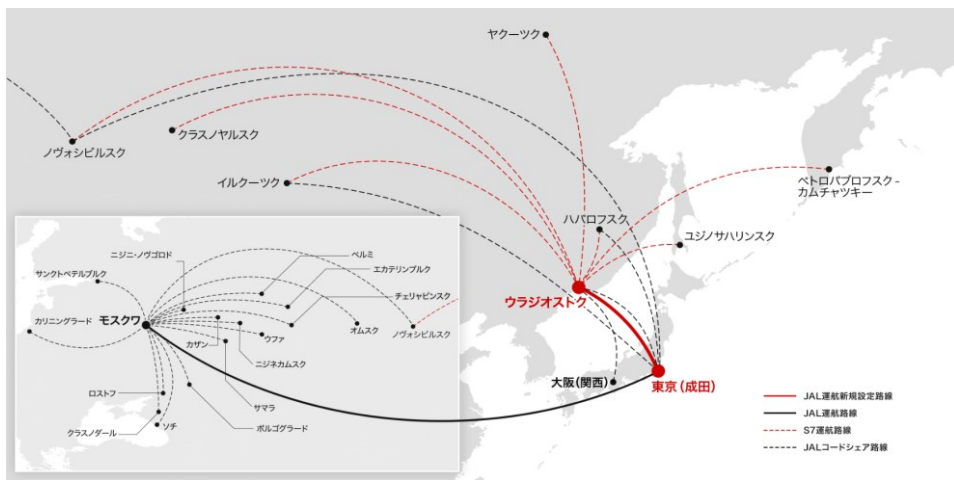 ヤクーツク
クラスノヤルスク
ノヴォシビルスク
イルクーツク
ペトロパブロフスク-
カムチャツキー
ハバロフスク
ユジノサハリンスク
ウラジオストク
大阪(関西)
東京(成田)
ニジニ・ノヴゴロド
ペルミ
サンクトペテルブルク
エカテリンブルク
チェリャビンスク
カリニングラード
モスクワ
オムスク
ノヴォシビルスク
カザン
ウファ
ニジネカムスク
ロストフ
サマラ
クラスノダール
ソチ
ボルゴグラード
JAL運航新規設定路線
JAL運航路線
S7運航路線
JALコードシェア路線